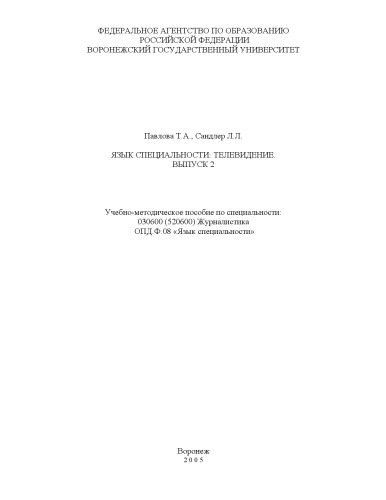 ФЕДЕРАЛЬНОЕ АГЕНТСТВО ПО ОБРАЗОВАНИЮ
РОССИЙСКОЙ ФЕДЕРАЦИИ
ВОРОНЕЖСКИЙ ГОСУДАРСТВЕННЫЙ УНИВЕРСИТЕТ
Павлова Т.А., Сандлер Л.Л.
ЯЗЫК СПЕЦИАЛЬНОСТИ: ТЕЛЕВИДЕНИЕ.
ВЫПУСК 2
Учебно-методическое пособие по специальности:
030600 (520600) Журналистика
ОПД.Ф.08 «Язык специальности»
Воронеж
2005